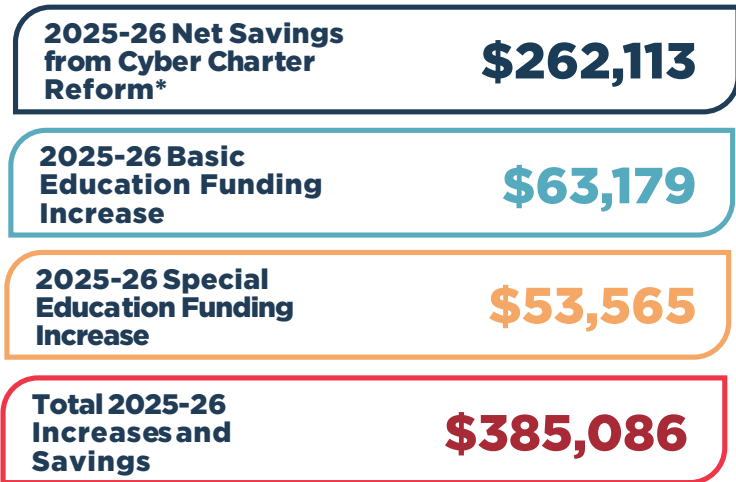 2025-26 Net Savings
from Cyber Charter
Reform*
$262,113
2025-26 Basic
Education Funding
Increase
$63,179
2025-26 Special
Education Funding
Increase
$53,565
Total 2025-26
Increases and
Savings
$385,086